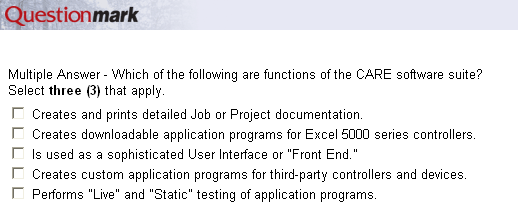 Questionmark
Multiple Answer - Which of the following are functions of the CARE software suite?
Select three (3) that apply.
Creates and prints detailed Job or Project documentation.
Creates downloadable application programs for Excel 5000 series controllers.
Is used as a sophisticated User Interface or "Front End."
Creates custom application programs for third-party controllers and devices.
Performs "Live" and "Static" testing of application programs.